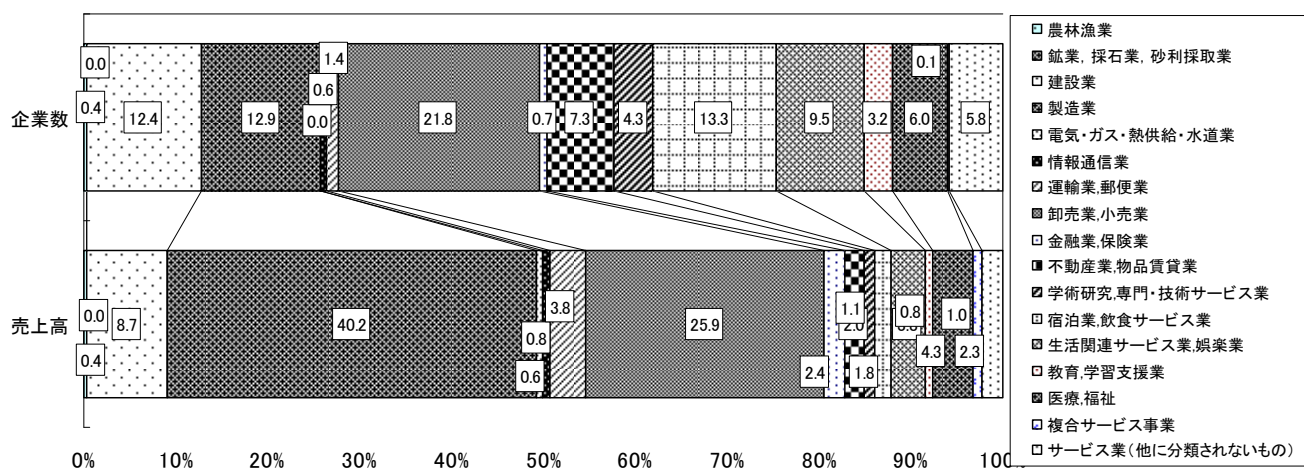 企業数
0.0
0.4
12.4
12.9
0.0
0.6
1.4
21.8
0.7
7.3
4.3
13.3
9.5
3.2
6.0
0.1
5.8
売上高
0.0
0.4
8.7
40.2
0.6
0.8
3.8
25.9
2.4
2.0
1.1
1.8
0.8
4.3
1.0
2.3
0% 10% 20% 30% 40% 50% 60% 70% 80% 90% 100%
農林漁業
鉱業, 採石業, 砂利採取業
建設業
製造業
電気・ガス・熱供給・水道業
情報通信業
運輸業,郵便業
卸売業,小売業
金融業,保険業
不動産業,物品賃貸業
学術研究,専門・技術サービス業
宿泊業,飲食サービス業
生活関連サービス業,娯楽業
教育,学習支援業
医療,福祉
複合サービス事業
サービス業(他に分類されないもの)